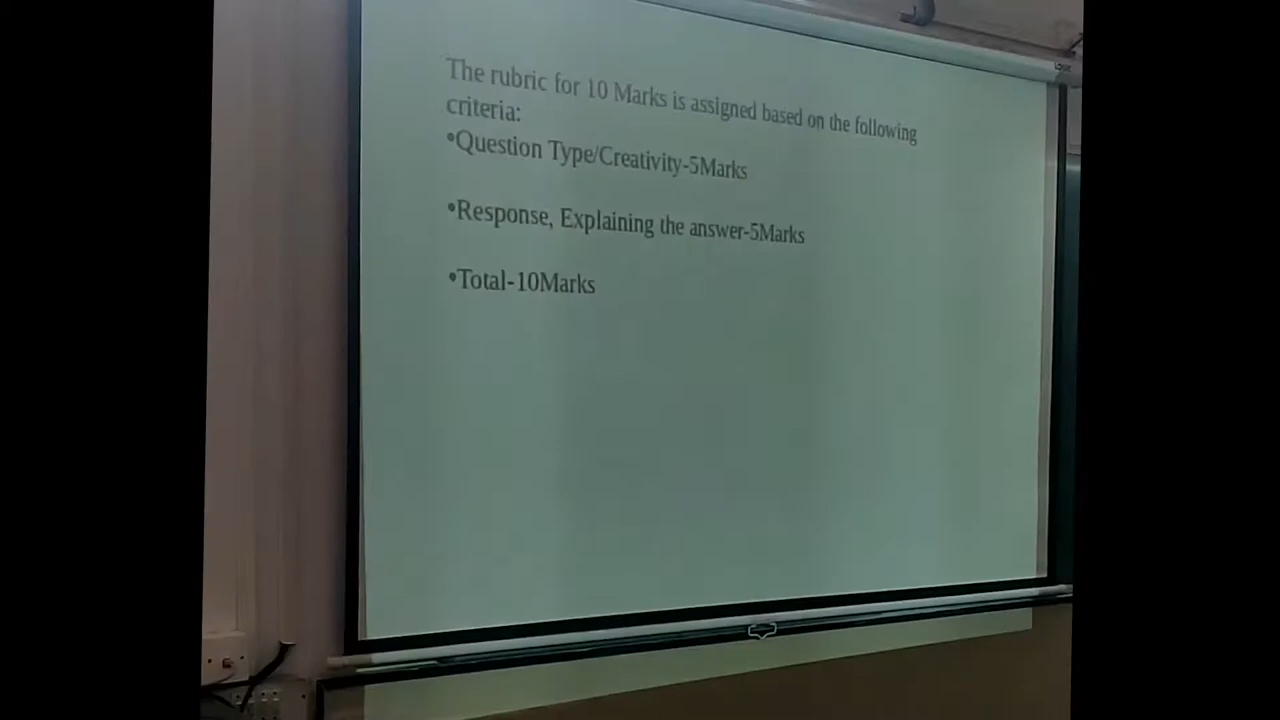 The rubric for 10 Marks is assigned based on the following
criteria:
•Question Type/Creativity-5Marks
•Response, Explaining the answer-5Marks
•Total-10Marks